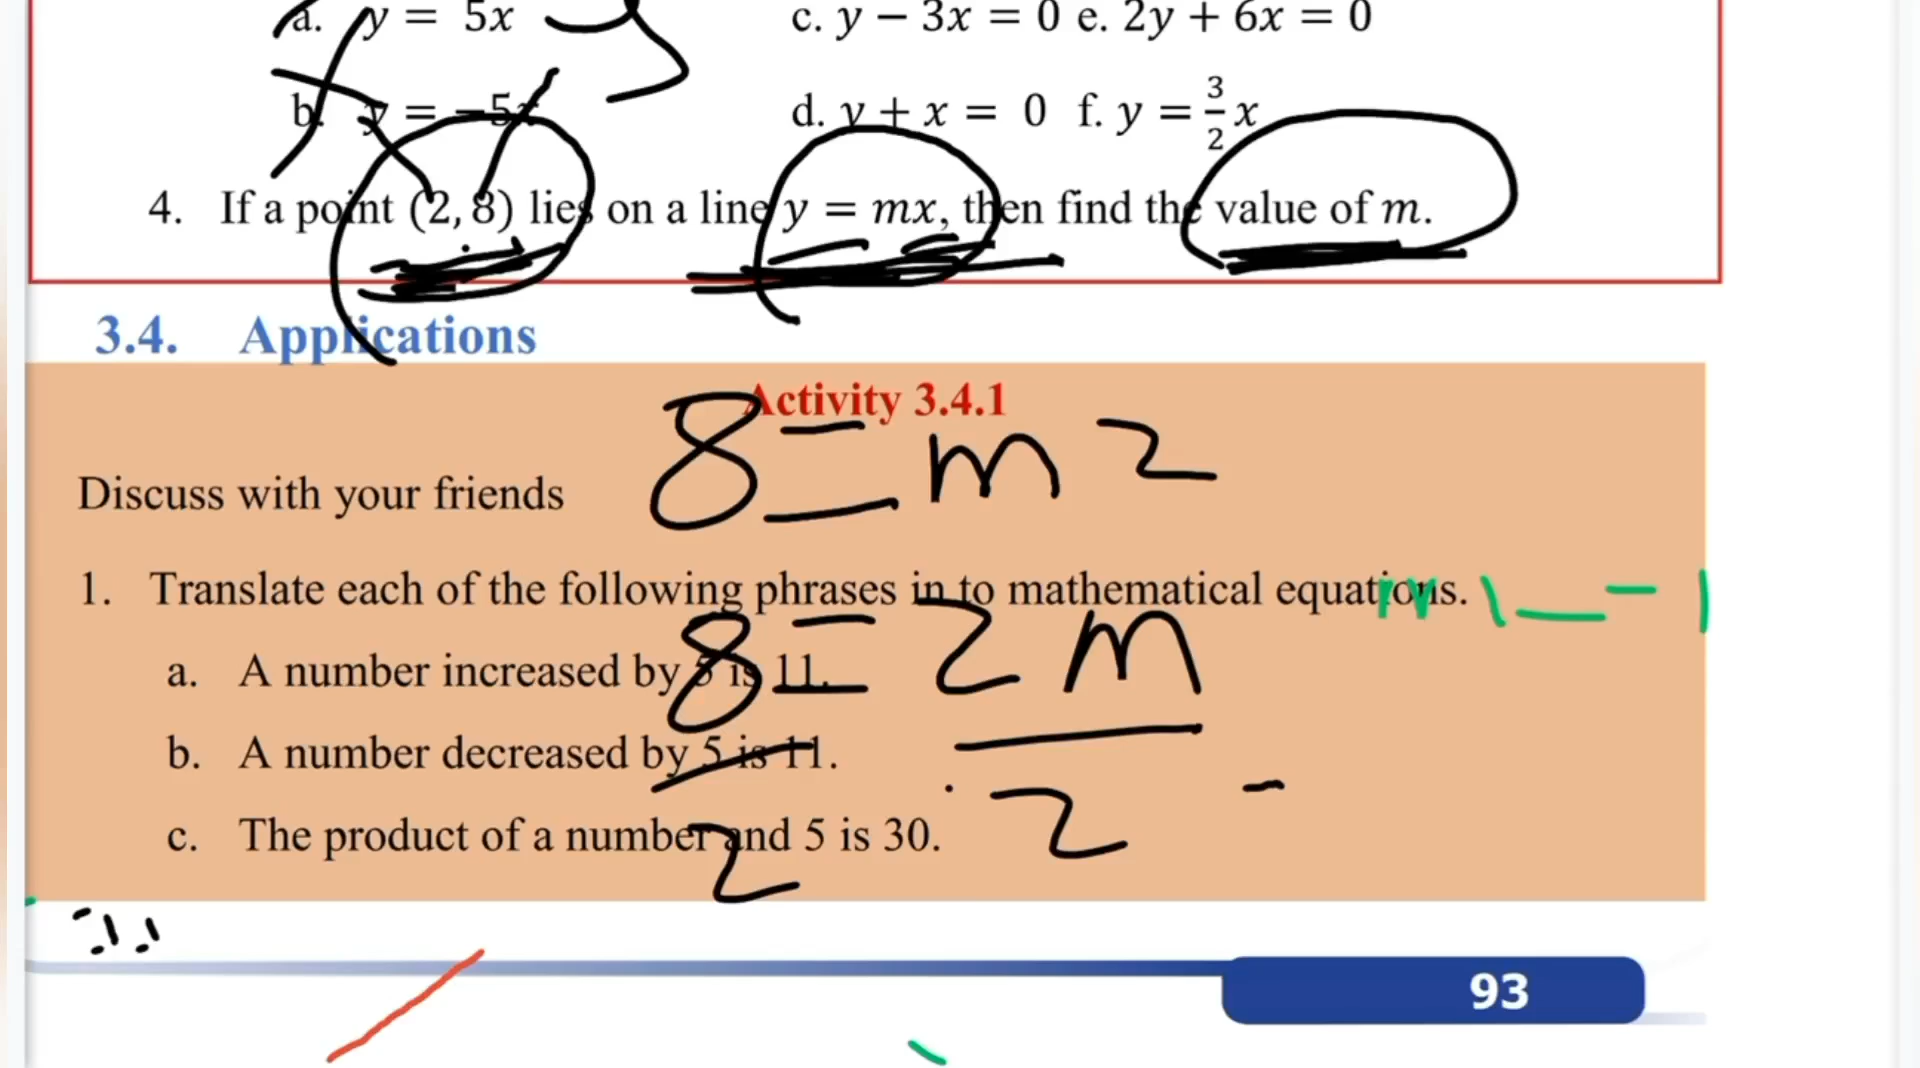 a. y = 5x c. y − 3x = 0 e. 2y + 6x = 0
b. y = −5x d. y + x = 0 f. y = 3/2 x
4. If a point (2, 8) lies on a line y = mx, then find the value of m.
3.4. Applications
Activity 3.4.1
8 = m 2
Discuss with your friends
1. Translate each of the following phrases in to mathematical equations.
8 = 2 m
a. A number increased by 5 is 11.
b. A number decreased by 5 is 11.
2 2
c. The product of a number and 5 is 30.
93